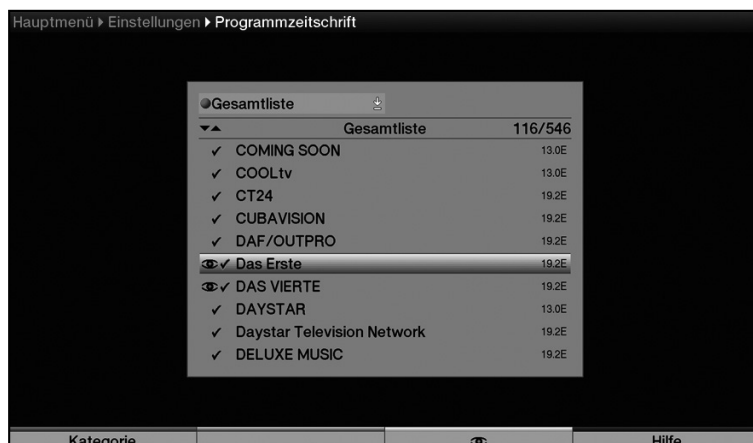 Hauptmenü Einstellungen Programmzeitschrift
Gesamtliste
Gesamtliste 116/546
COMING SOON 13.0E
COOLtv 13.0E
CT24 19.2E
CUBAVISION 19.2E
DAF/OUTPRO 19.2E
Das Erste 19.2E
DAS VIERTE 19.2E
DAYSTAR 13.0E
Daystar Television Network 19.2E
DELUXE MUSIC 19.2E
Kategorie Hilfe